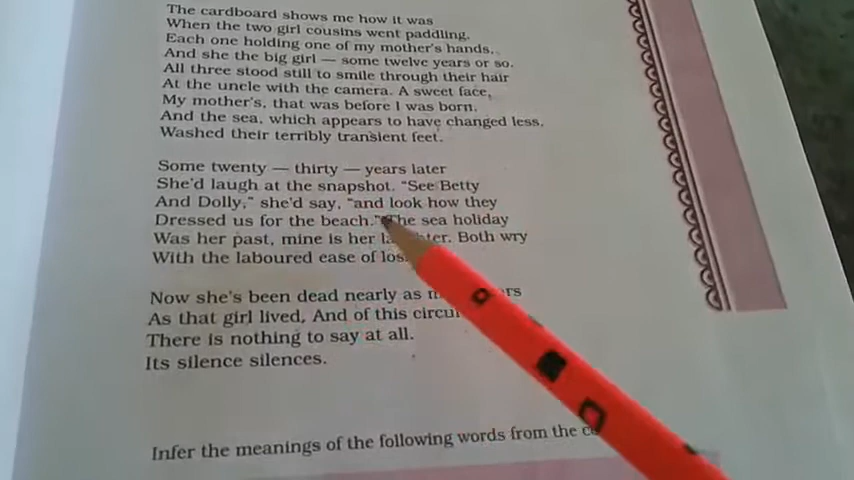 The cardboard shows me how it was
When the two girl cousins went paddling,
Each one holding one of my mother's hands,
And she the big girl — some twelve years or so.
All three stood still to smile through their hair
At the uncle with the camera. A sweet face,
My mother's, that was before I was born.
And the sea, which appears to have changed less,
Washed their terribly transient feet.
Some twenty — thirty — years later
She'd laugh at the snapshot. "See Betty
And Dolly," she'd say, "and look how they
Dressed us for the beach." The sea holiday
Was her past, mine is her Both wry
With the laboured ease of
Now she's been dead nearly as
As that girl lived. And of this
There is nothing to say at all.
Its silence silences.
Infer the meanings of the following words from the